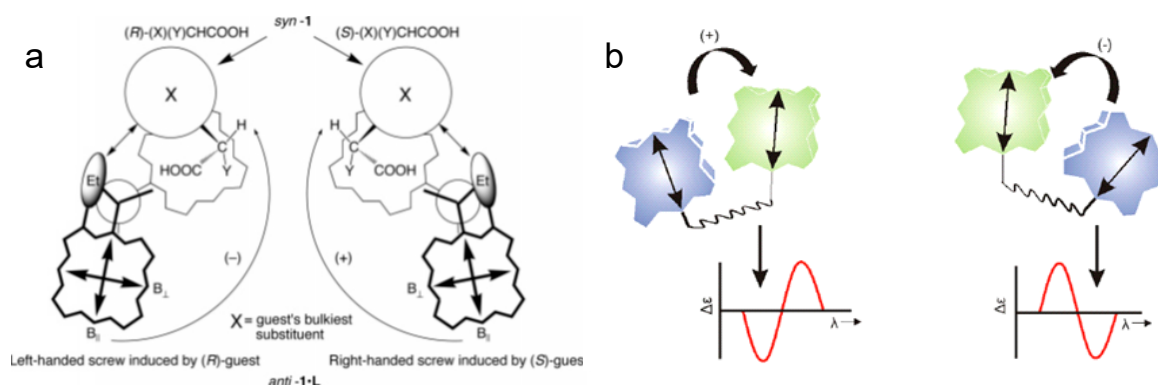 a
syn -1
(R)-(X)(Y)CHCOOH
(S)-(X)(Y)CHCOOH
X
X
H
C
HOOC
Y
H
C
COOH
Y
Et
Et
(−)
(+)
B⊥
B⊥
B||
B||
X = guest's bulkiest
substituent
Left-handed screw induced by (R)-guest
Right-handed screw induced by (S)-gues
anti -1•L
b
(+)
(-)
Δε
λ
Δε
λ